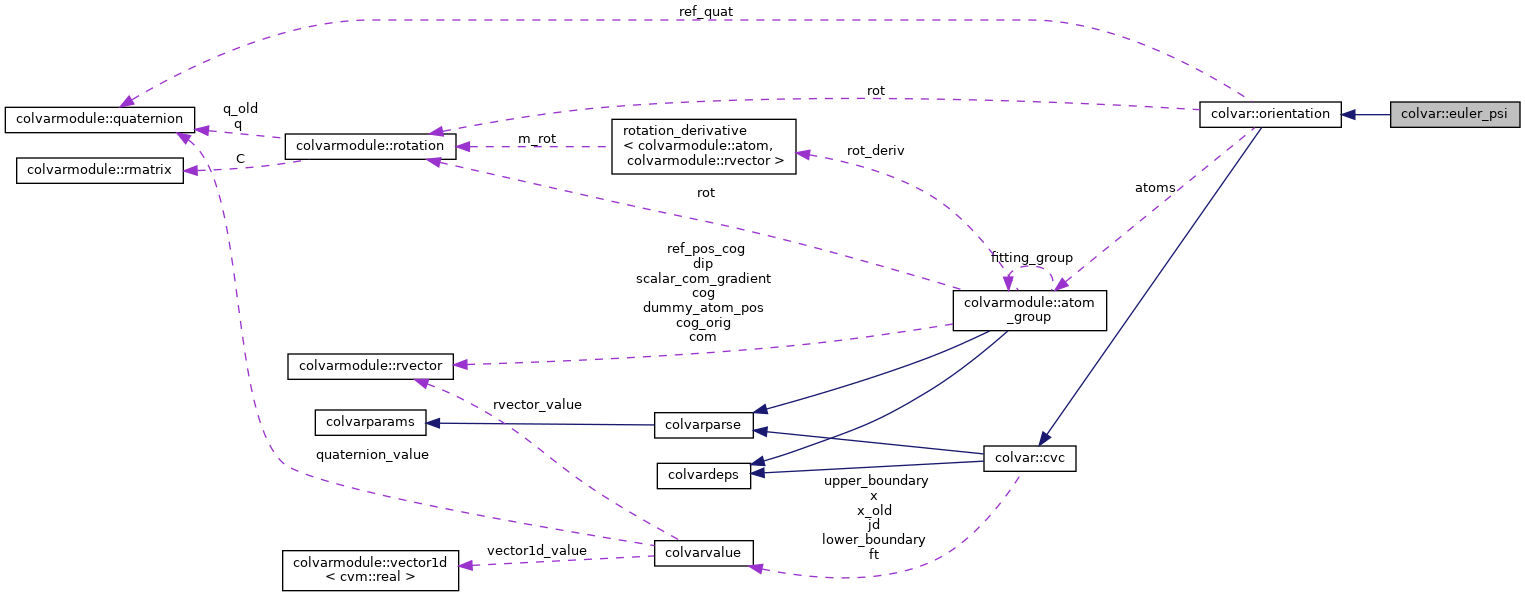 ref_quat
rot
colvar::orientation
colvar::euler_psi
colvarmodule::quaternion
q_old
q
colvarmodule::rotation
m_rot
rotation_derivative
< colvarmodule::atom,
colvarmodule::rvector >
rot_deriv
C
colvarmodule::rmatrix
atoms
rot
ref_pos_cog
dip
scalar_com_gradient
cog
dummy_atom_pos
cog_orig
com
fitting_group
colvarmodule::atom
_group
colvarmodule::rvector
rvector_value
colvarparams
colvarparse
colvardeps
colvar::cvc
quaternion_value
upper_boundary
x
x_old
jd
lower_boundary
ft
vector1d_value
colvarvalue
colvarmodule::vector1d
< cvm::real >